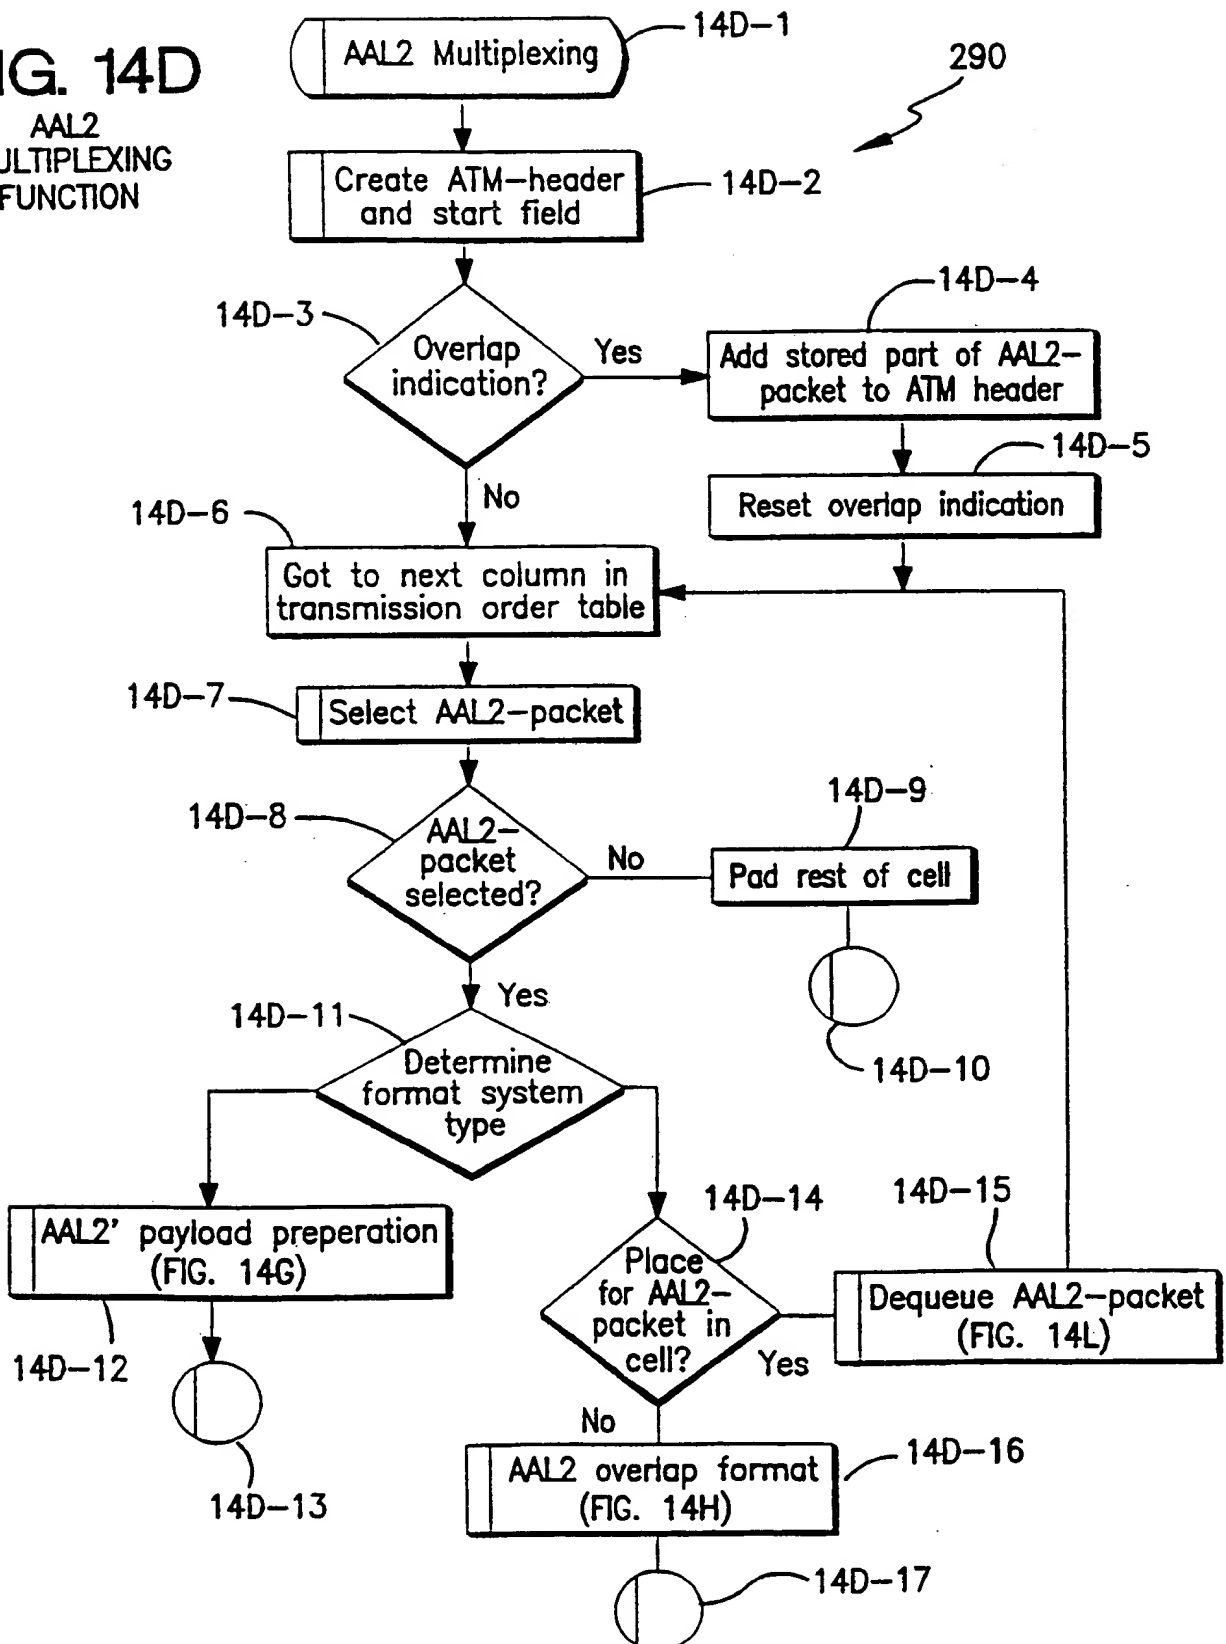 IG. 14D
AAL2
ULTIPLEXING
FUNCTION
AAL2 Multiplexing
14D-1
290
Create ATM-header
and start field
14D-2
14D-3
Overlap
indication?
Yes
14D-4
Add stored part of AAL2-
packet to ATM header
14D-5
Reset overlap indication
No
14D-6
Got to next column in
transmission order table
14D-7
Select AAL2-packet
14D-8
AAL2-
packet
selected?
No
14D-9
Pad rest of cell
14D-10
Yes
14D-11
Determine
format system
type
AAL2' payload preperation
(FIG. 14G)
14D-12
14D-13
14D-14
Place
for AAL2-
packet in
cell?
Yes
14D-15
Dequeue AAL2-packet
(FIG. 14L)
No
AAL2 overlap format
(FIG. 14H)
14D-16
14D-17